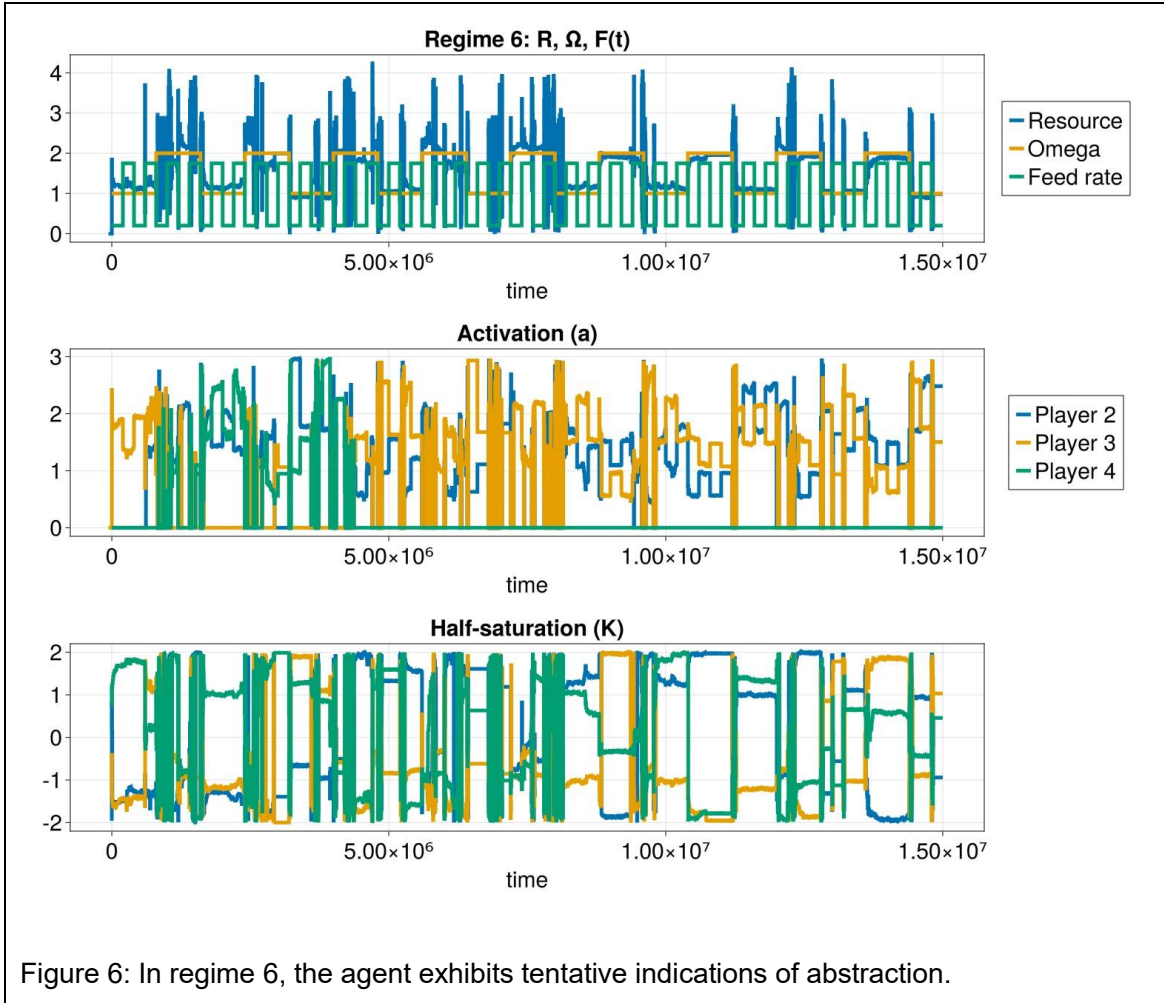 Regime 6: R, Ω, F(t)
4
3
2
1
0
0
5.00×10⁶
1.00×10⁷
1.50×10⁷
time
Resource
Omega
Feed rate
Activation (a)
3
2
1
0
0
5.00×10⁶
1.00×10⁷
1.50×10⁷
time
Player 2
Player 3
Player 4
Half-saturation (K)
2
1
0
-1
-2
0
5.00×10⁶
1.00×10⁷
1.50×10⁷
time
Figure 6: In regime 6, the agent exhibits tentative indications of abstraction.